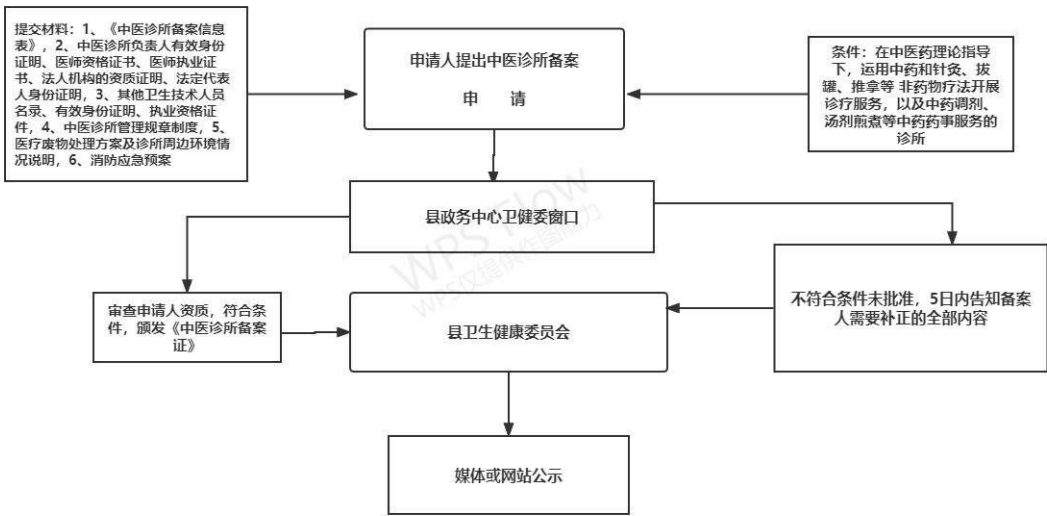 提交材料：1、《中医诊所备案信息
表》，2、中医诊所负责人有效身份
证明、医师资格证书、医师执业证
书、法人机构的资质证明、法定代表
人身份证明，3、其他卫生技术人员
名录、有效身份证明、执业资格证
件，4、中医诊所管理规章制度，5、
医疗废物处理方案及诊所周边环境情
况说明，6、消防应急预案
申请人提出中医诊所备案
申 请
条件：在中医药理论指导
下，运用中药和针灸、拔
罐、推拿等 非药物疗法开展
诊疗服务，以及中药调剂、
汤剂煎煮等中药药事服务的
诊所
县政务中心卫健委窗口
审查申请人资质，符合条
件，颁发《中医诊所备案
证》
县卫生健康委员会
不符合条件未批准，5日内告知备案
人需要补正的全部内容
媒体或网站公示
WPS Flow
WPS仅提供作图能力